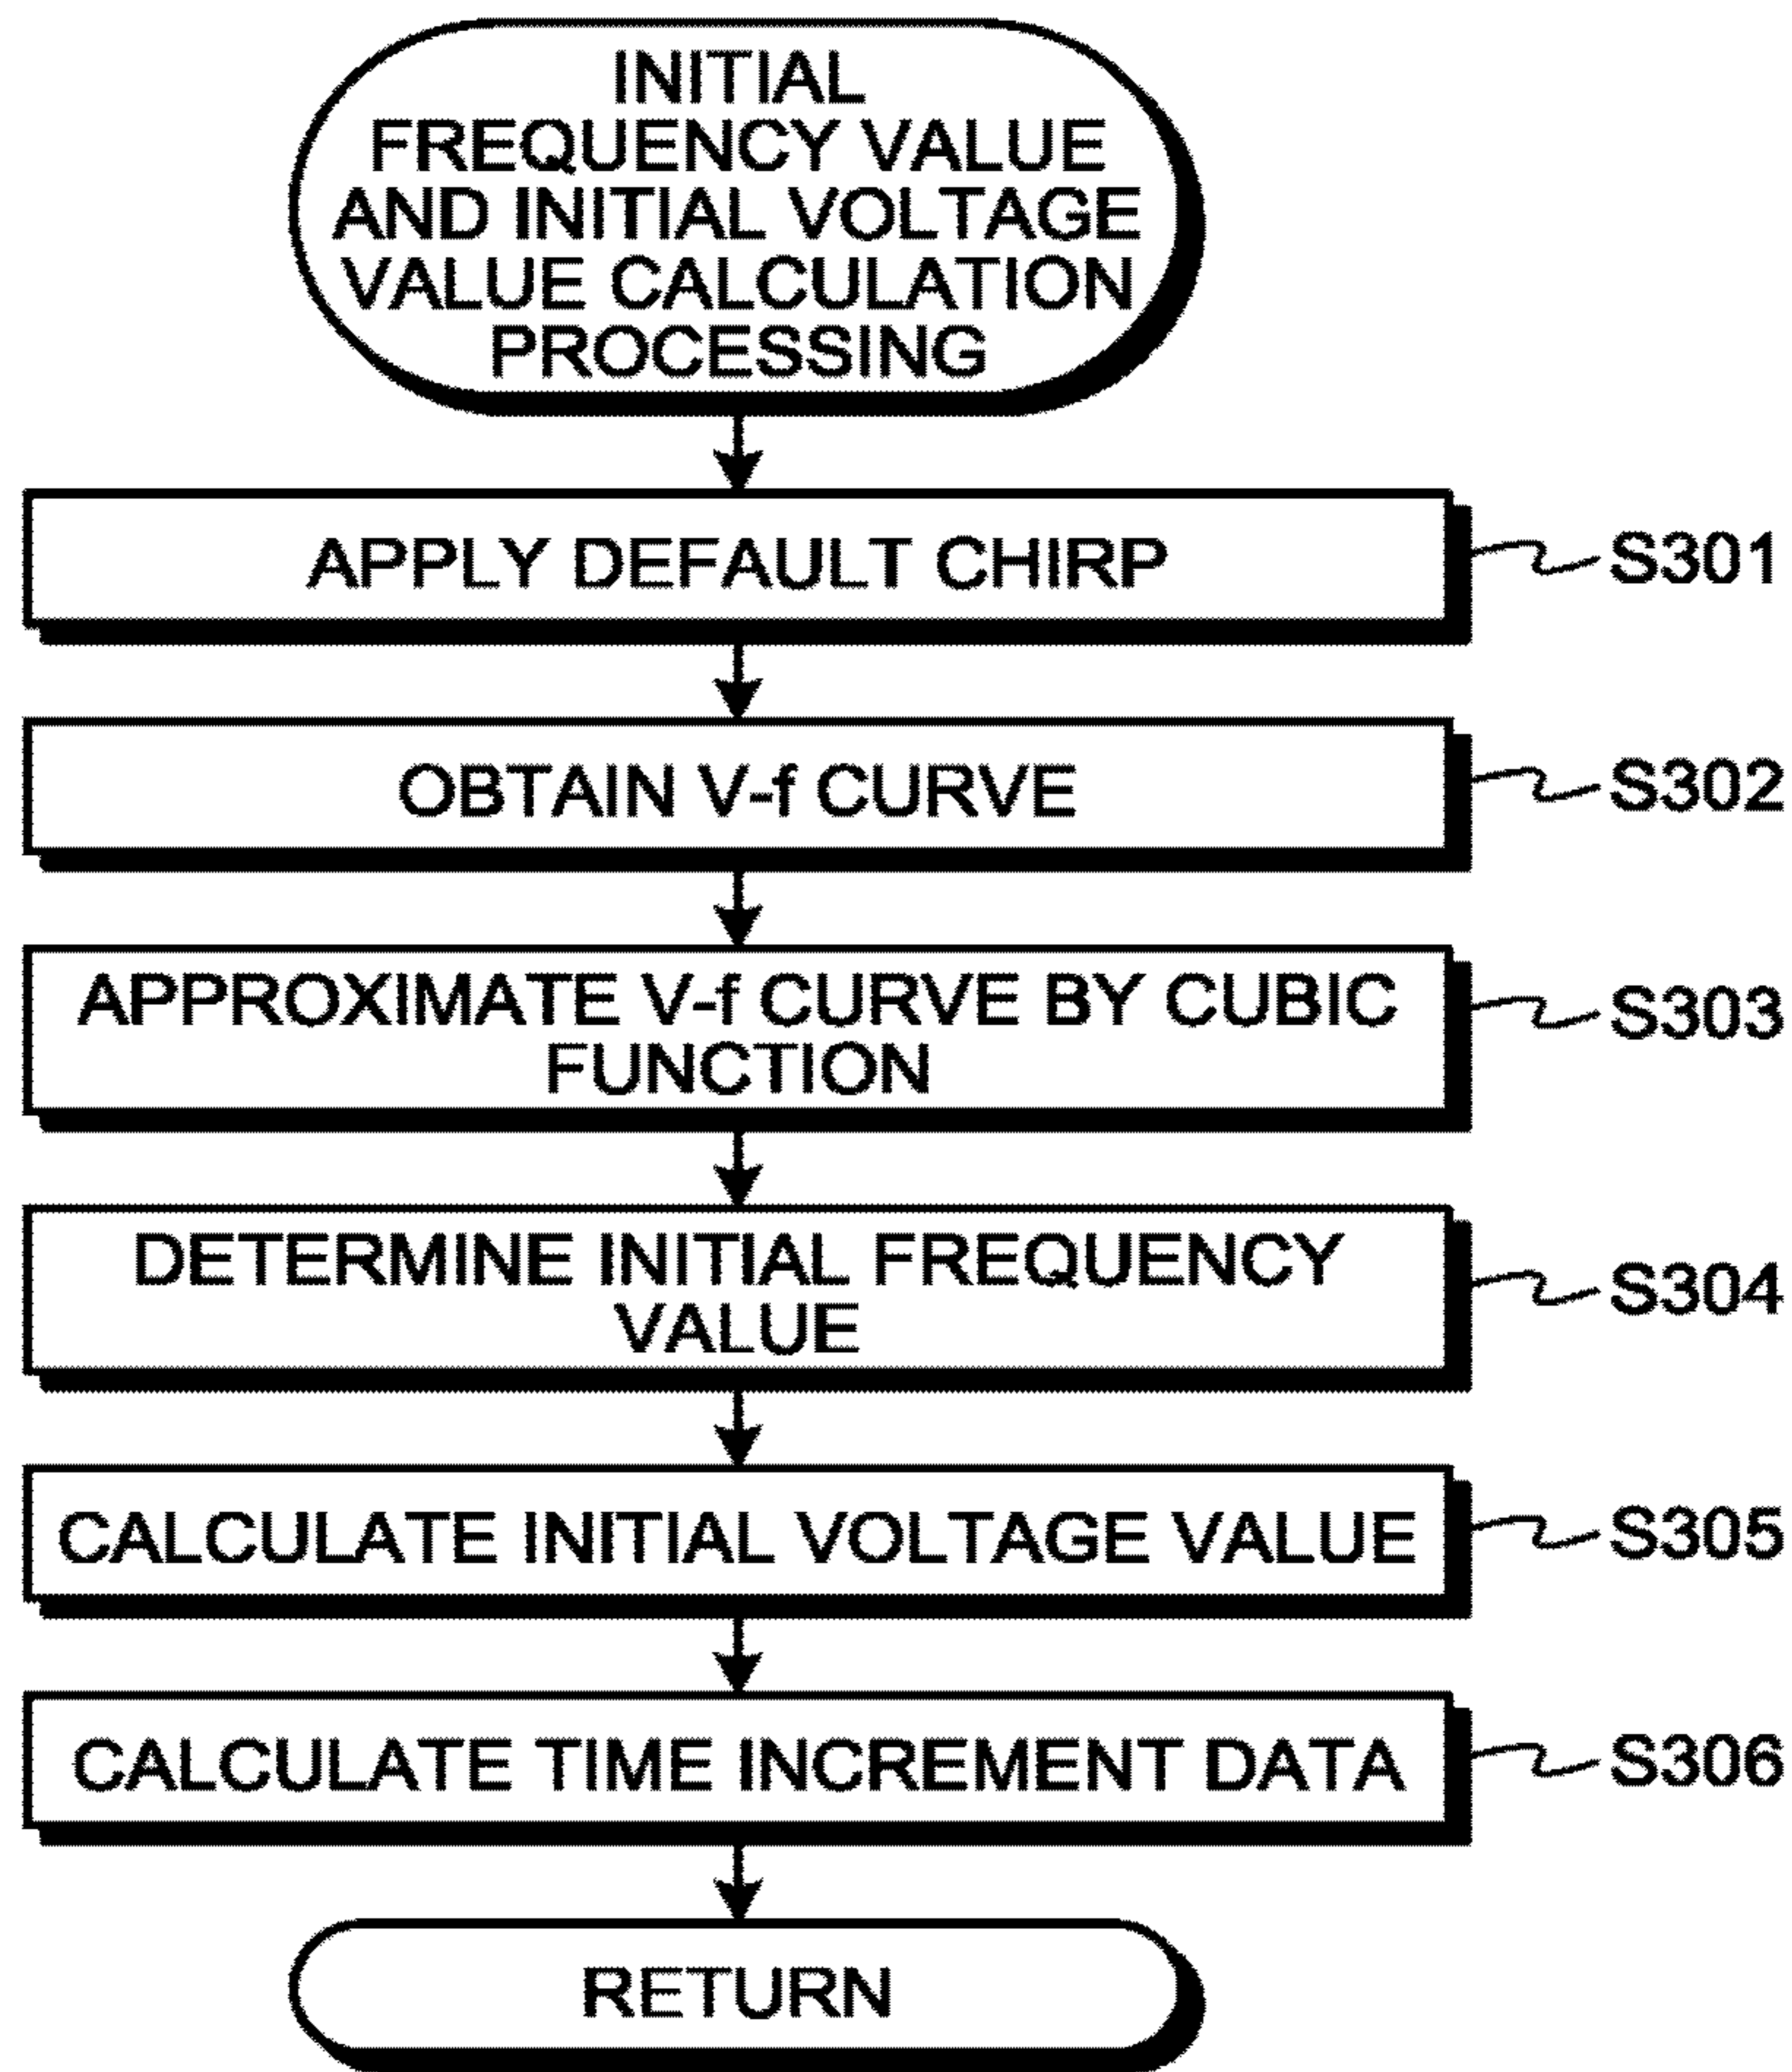 INITIAL
FREQUENCY VALUE
AND INITIAL VOLTAGE
VALUE CALCULATION
PROCESSING
APPLY DEFAULT CHIRP
S301
OBTAIN V-f CURVE
S302
APPROXIMATE V-f CURVE BY CUBIC
FUNCTION
S303
DETERMINE INITIAL FREQUENCY
VALUE
S304
CALCULATE INITIAL VOLTAGE VALUE
S305
CALCULATE TIME INCREMENT DATA
S306
RETURN